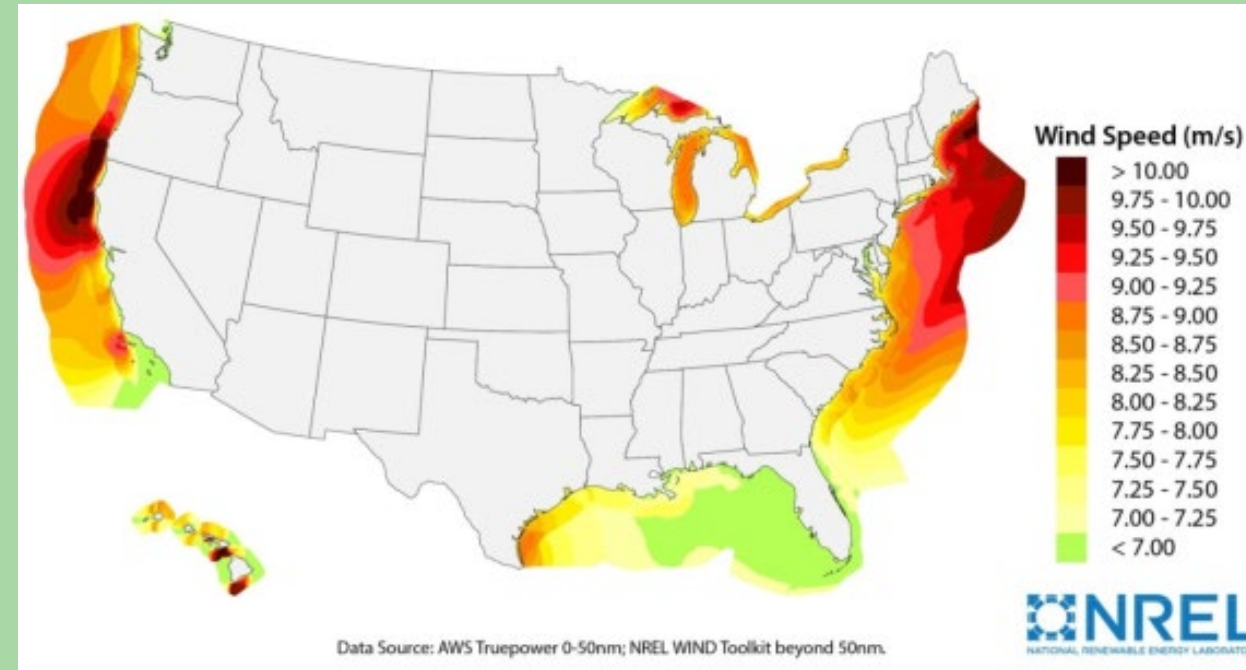 Wind Speed (m/s)
> 10.00
9.75 - 10.00
9.50 - 9.75
9.25 - 9.50
9.00 - 9.25
8.75 - 9.00
8.50 - 8.75
8.25 - 8.50
8.00 - 8.25
7.75 - 8.00
7.50 - 7.75
7.25 - 7.50
7.00 - 7.25
< 7.00
NREL
NATIONAL RENEWABLE ENERGY LABORATO
Data Source: AWS Truepower 0-50nm; NREL WIND Toolkit beyond 50nm.